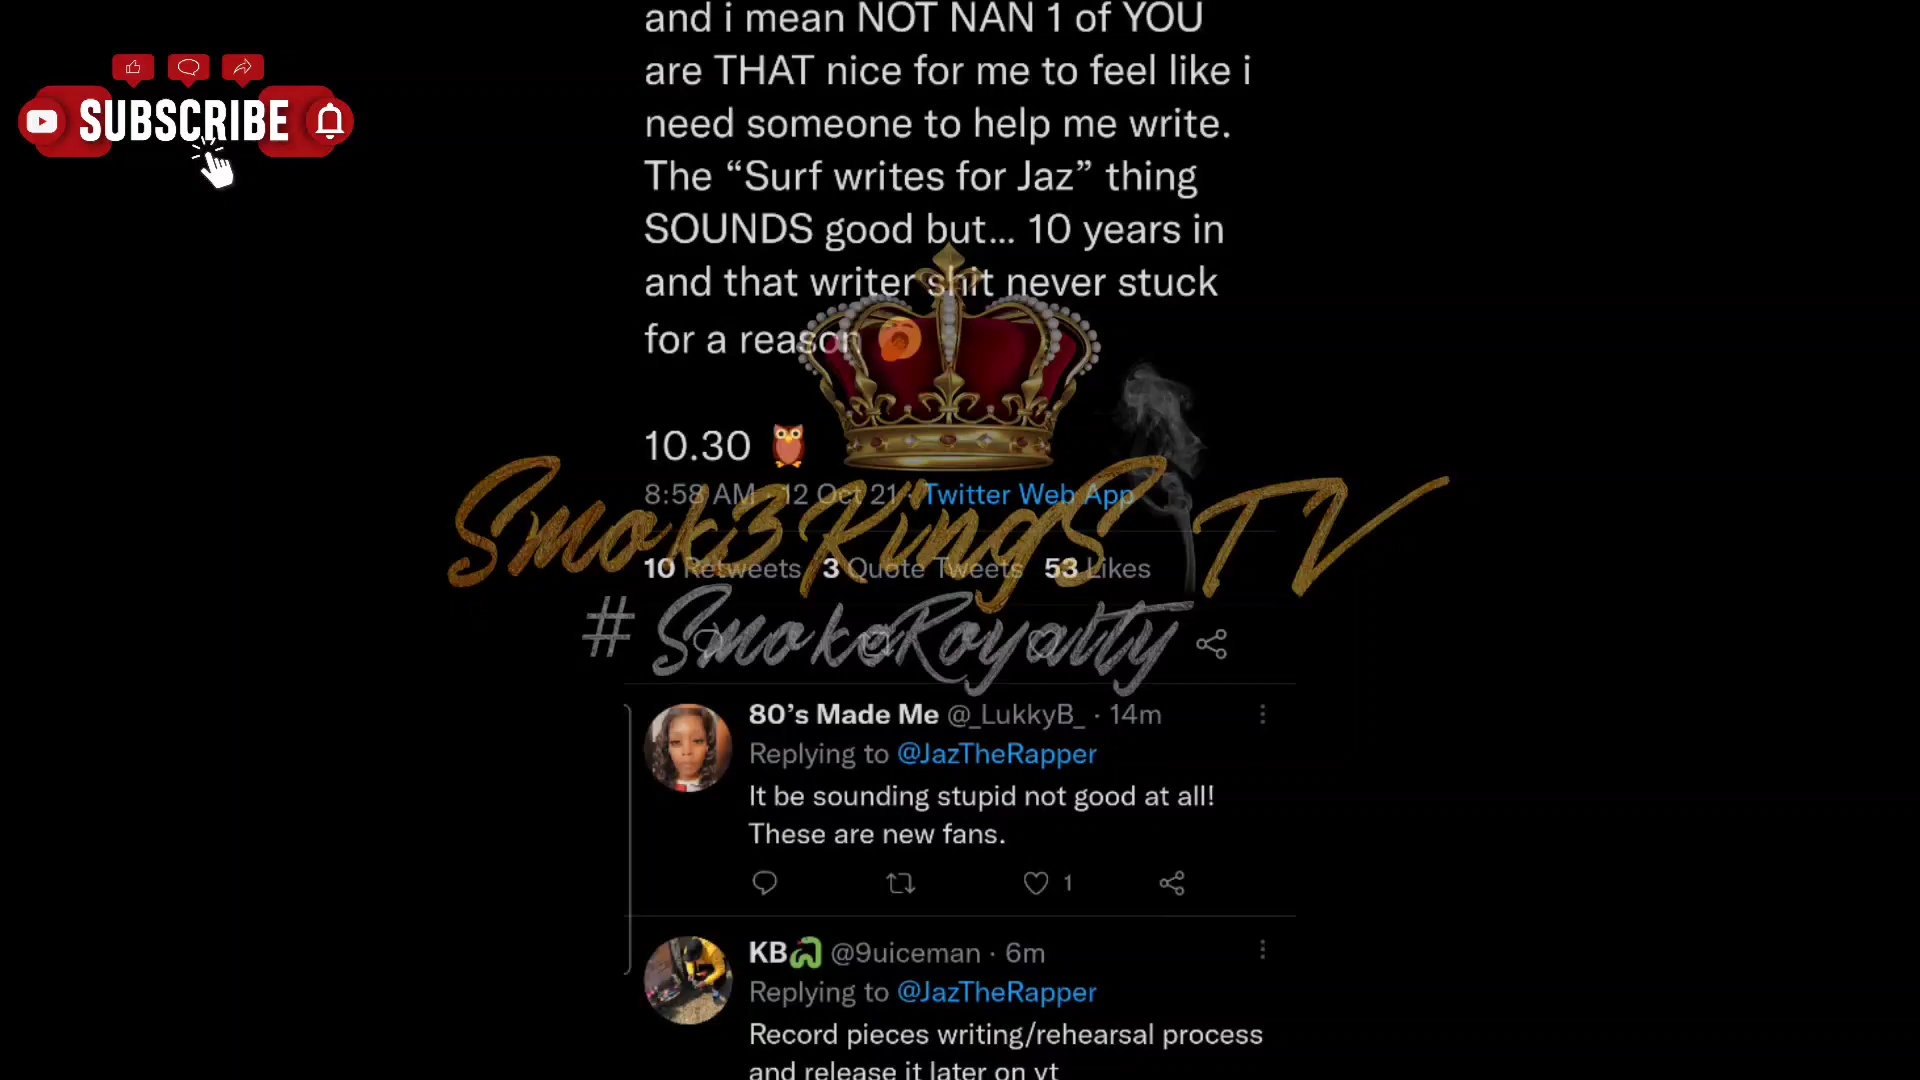 and i mean NOT NAN 1 of YOU
are THAT nice for me to feel like i
need someone to help me write.
The “Surf writes for Jaz” thing
SOUNDS good but... 10 years in
and that writer shit never stuck
for a reason
10.30
8:58 AM · 12 Oct 21 · Twitter Web App
10 Retweets 3 Quote Tweets 53 Likes
SUBSCRIBE
Smok3KingS TV
#SmokeRoyalty
80’s Made Me @_LukkyB_ · 14m
Replying to @JazTheRapper
It be sounding stupid not good at all!
These are new fans.
1
KB @9uiceman · 6m
Replying to @JazTheRapper
Record pieces writing/rehearsal process
and release it later on yt